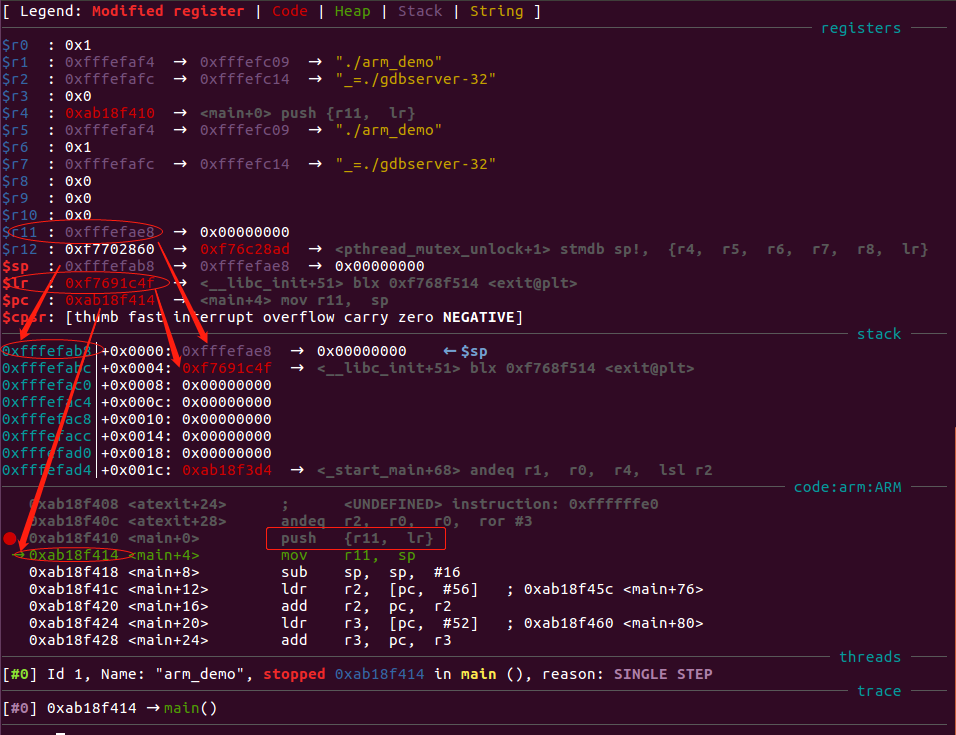 [ Legend: Modified register | Code | Heap | Stack | String ]
registers
$r0 : 0x1
$r1 : 0xfffefaf4 → 0xfffefc09 → "./arm_demo"
$r2 : 0xfffefafc → 0xfffefc14 → "_=./gdbserver-32"
$r3 : 0x0
$r4 : 0xab18f410 → <main+0> push {r11, lr}
$r5 : 0xfffefaf4 → 0xfffefc09 → "./arm_demo"
$r6 : 0x1
$r7 : 0xfffefafc → 0xfffefc14 → "_=./gdbserver-32"
$r8 : 0x0
$r9 : 0x0
$r10 : 0x0
$r11 : 0xfffefae8 → 0x00000000
$r12 : 0xf7702860 → 0xf76c28ad → <pthread_mutex_unlock+1> stmdb sp!, {r4, r5, r6, r7, r8, lr}
$sp : 0xfffefab8 → 0xfffefae8 → 0x00000000
$lr : 0xf7691c4f → <__libc_init+51> blx 0xf768f514 <exit@plt>
$pc : 0xab18f414 → <main+4> mov r11, sp
$cpsr: [thumb fast interrupt overflow carry zero NEGATIVE]
stack
0xfffefab8│+0x0000: 0xfffefae8 → 0x00000000 ←$sp
0xfffefabc│+0x0004: 0xf7691c4f → <__libc_init+51> blx 0xf768f514 <exit@plt>
0xfffefac0│+0x0008: 0x00000000
0xfffefac4│+0x000c: 0x00000000
0xfffefac8│+0x0010: 0x00000000
0xfffefacc│+0x0014: 0x00000000
0xfffefad0│+0x0018: 0x00000000
0xfffefad4│+0x001c: 0xab18f3d4 → <_start_main+68> andeq r1, r0, r4, lsl r2
code:arm:ARM
0xab18f408 <atexit+24> ; <UNDEFINED> instruction: 0xffffffe0
0xab18f40c <atexit+28> andeq r2, r0, r0, ror #3
0xab18f410 <main+0> push {r11, lr}
→0xab18f414 <main+4> mov r11, sp
0xab18f418 <main+8> sub sp, sp, #16
0xab18f41c <main+12> ldr r2, [pc, #56] ; 0xab18f45c <main+76>
0xab18f420 <main+16> add r2, pc, r2
0xab18f424 <main+20> ldr r3, [pc, #52] ; 0xab18f460 <main+80>
0xab18f428 <main+24> add r3, pc, r3
threads
[#0] Id 1, Name: "arm_demo", stopped 0xab18f414 in main (), reason: SINGLE STEP
trace
[#0] 0xab18f414 →main()